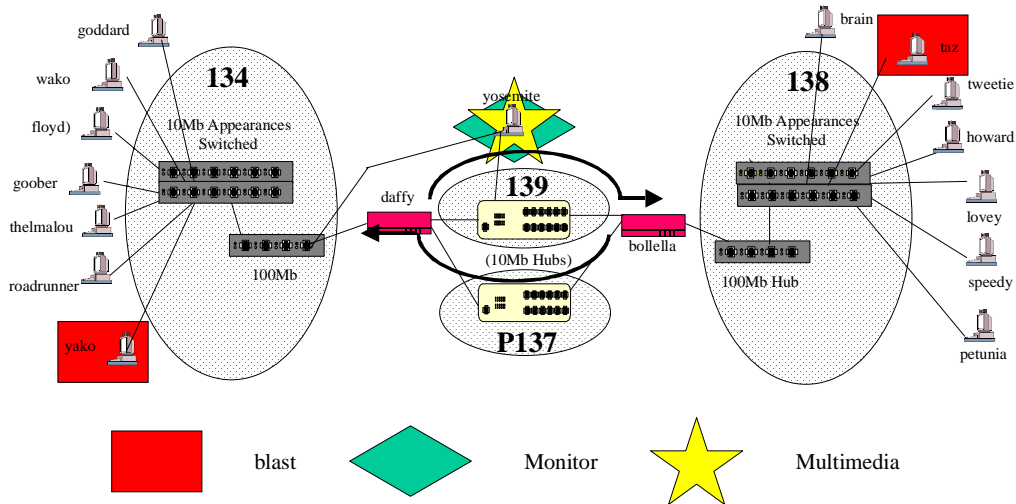 goddard
brain
taz
134
138
wako
yosemite
tweetie
floyd)
10Mb Appearances
Switched
10Mb Appearances
Switched
howard
goober
139
daffy
lovey
thelmalou
bollella
100Mb
(10Mb Hubs)
100Mb Hub
roadrunner
speedy
P137
yako
petunia
blast
Monitor
Multimedia